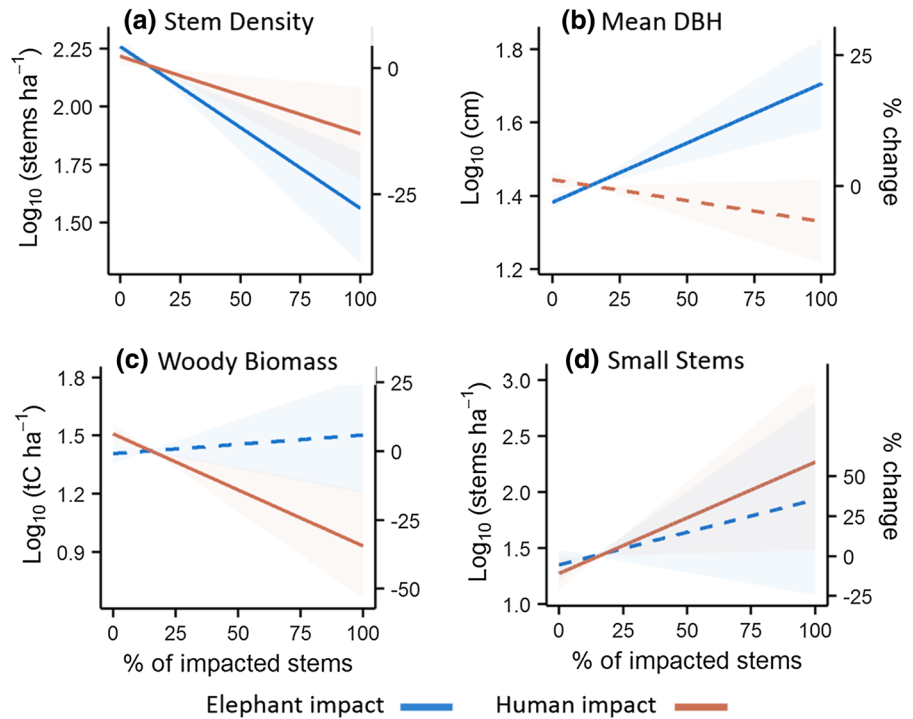 (a) Stem Density
Log10 (stems ha−1)
2.25
2.00
1.75
1.50
0
-25
0 25 50 75 100
(b) Mean DBH
Log10 (cm)
1.8
1.6
1.4
1.2
25
0
% change
0 25 50 75 100
(c) Woody Biomass
Log10 (tC ha−1)
1.8
1.5
1.2
0.9
25
0
-25
-50
0 25 50 75 100
% of impacted stems
(d) Small Stems
Log10 (stems ha−1)
3.0
2.5
2.0
1.5
1.0
50
25
0
-25
% change
0 25 50 75 100
% of impacted stems
Elephant impact Human impact